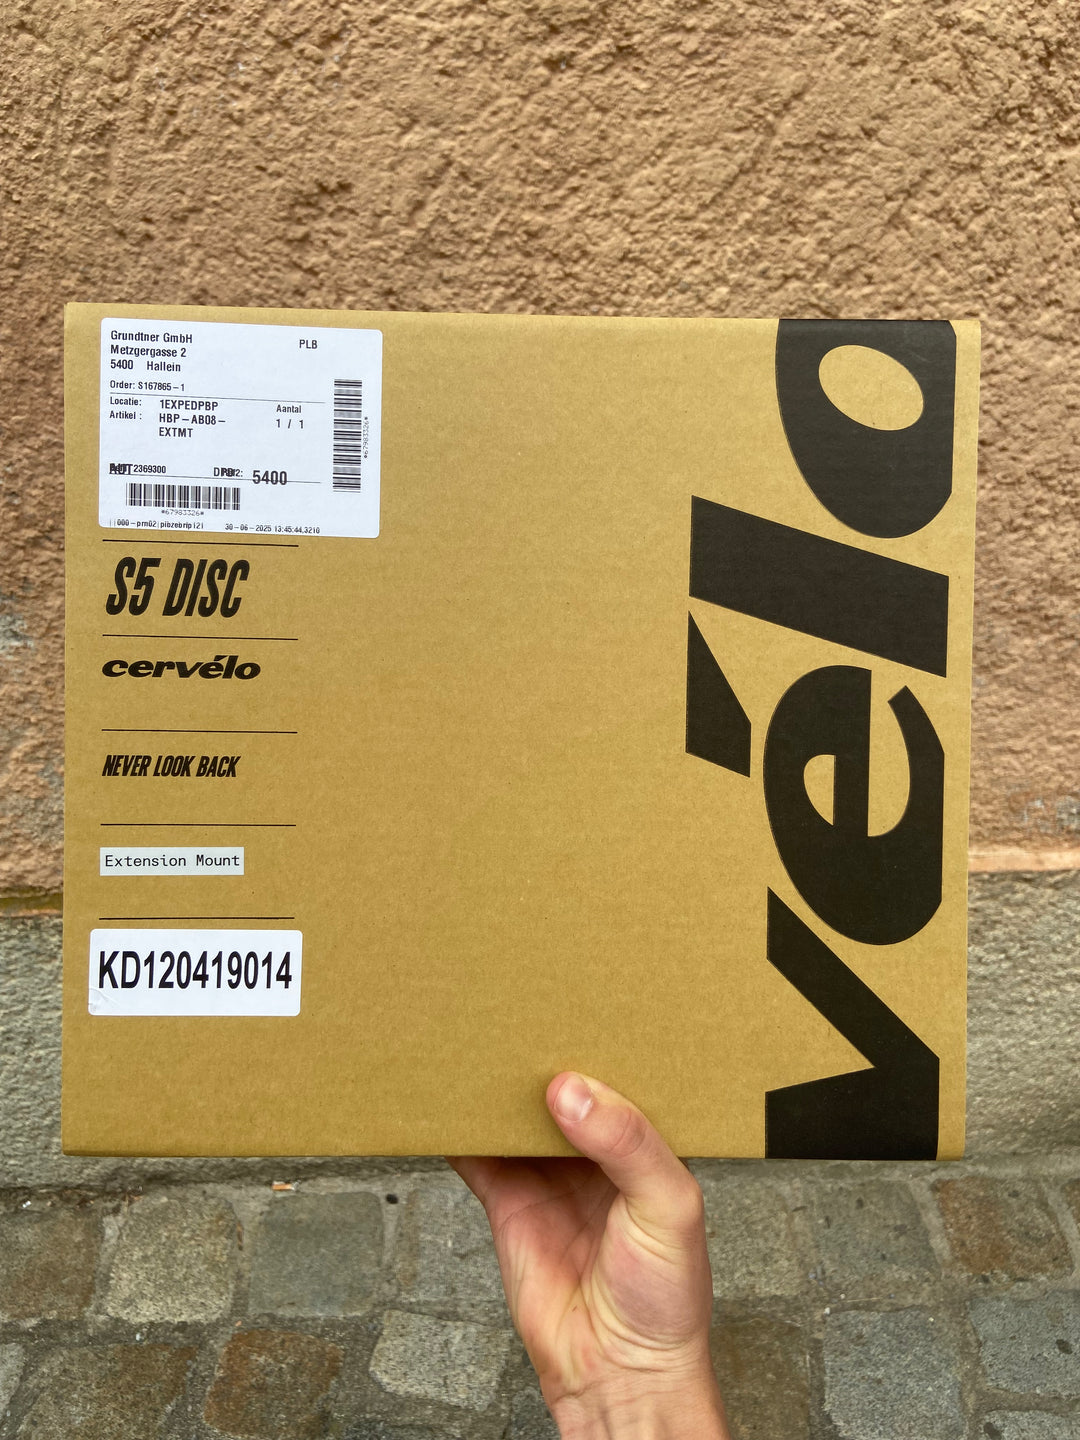 Grundtner GmbH
PLB
Metzgergasse 2
5400 Hallein
Order: S167865-1
Locatie: 1EXPEDPBP
Aantal
Artikel: HBP-AB08-
1 / 1
EXTMT
2369300
5400
*67983326*
*67983326*
30-06-2025 13:45:44.3210
S5 DISC
cervélo
NEVER LOOK BACK
Extension Mount
KD120419014
vélo